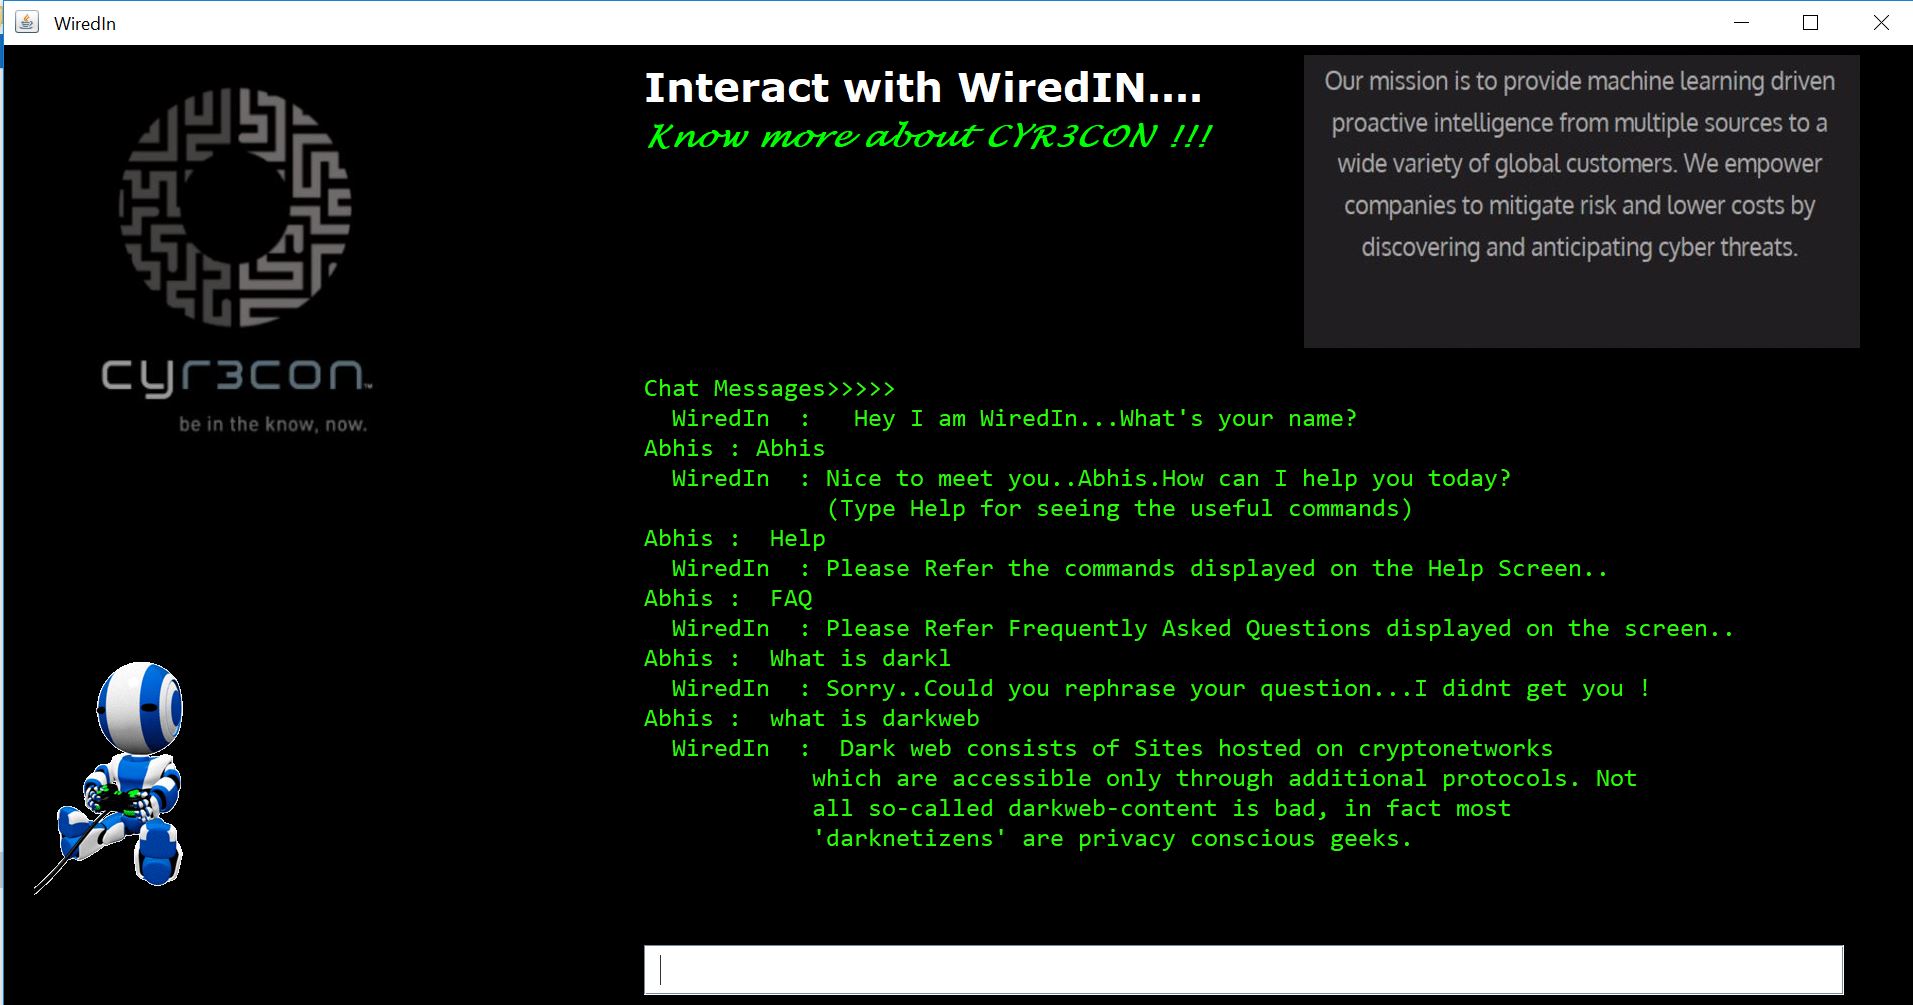 WiredIn
cyr3con™
be in the know, now.
Interact with WiredIN....
Know more about CYR3CON !!!
Our mission is to provide machine learning driven
proactive intelligence from multiple sources to a
wide variety of global customers. We empower
companies to mitigate risk and lower costs by
discovering and anticipating cyber threats.
Chat Messages>>>>>
WiredIn : Hey I am WiredIn...What's your name?
Abhis : Abhis
WiredIn : Nice to meet you..Abhis.How can I help you today?
(Type Help for seeing the useful commands)
Abhis : Help
WiredIn : Please Refer the commands displayed on the Help Screen..
Abhis : FAQ
WiredIn : Please Refer Frequently Asked Questions displayed on the screen..
Abhis : What is darkl
WiredIn : Sorry..Could you rephrase your question...I didnt get you !
Abhis : what is darkweb
WiredIn : Dark web consists of Sites hosted on cryptonetworks
which are accessible only through additional protocols. Not
all so-called darkweb-content is bad, in fact most
'darknetizens' are privacy conscious geeks.